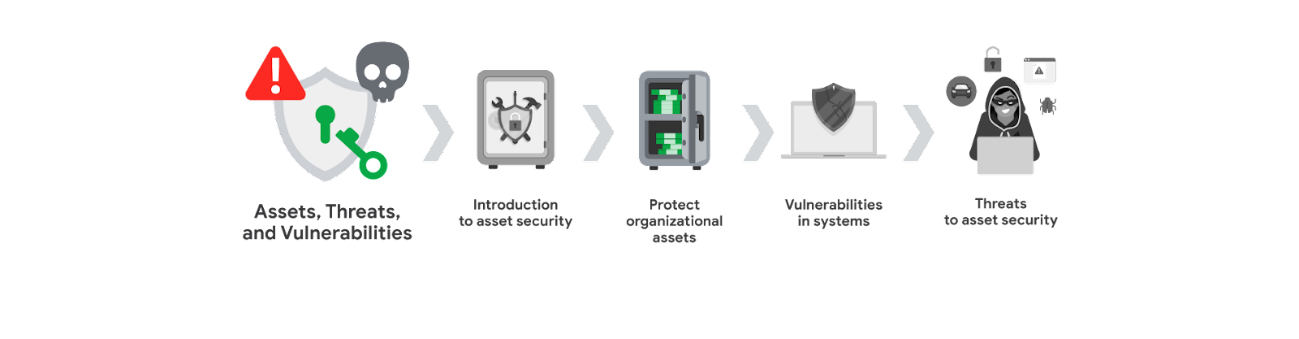 Assets, Threats,
and Vulnerabilities
Introduction
to asset security
Protect
organizational
assets
Vulnerabilities
in systems
Threats
to asset security